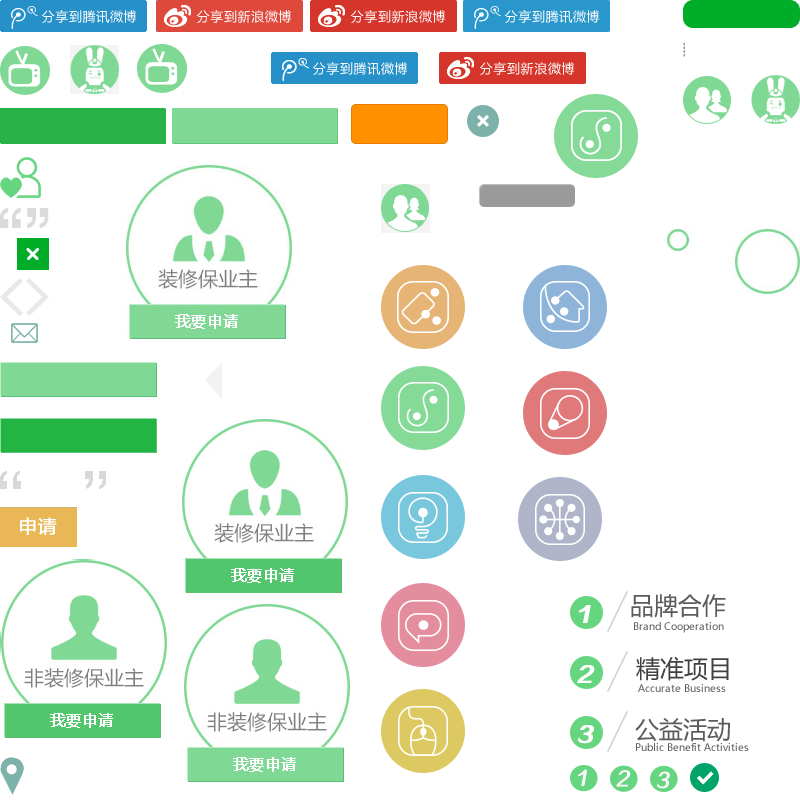 分享到腾讯微博
分享到新浪微博
分享到新浪微博
分享到腾讯微博
分享到腾讯微博
分享到新浪微博
装修保业主
我要申请
装修保业主
我要申请
申请
非装修保业主
我要申请
非装修保业主
我要申请
1 品牌合作
Brand Cooperation
2 精准项目
Accurate Business
3 公益活动
Public Benefit Activities
1 2 3